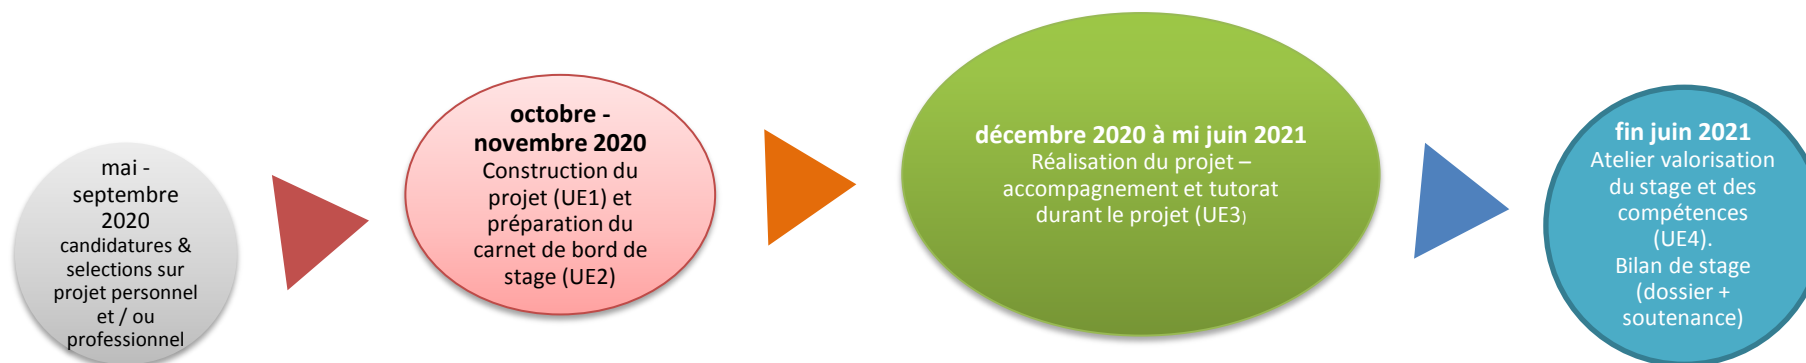 mai -
septembre
2020
candidatures &
selections sur
projet personnel
et / ou
professionnel
octobre -
novembre 2020
Construction du
projet (UE1) et
préparation du
carnet de bord de
stage (UE2)
décembre 2020 à mi juin 2021
Réalisation du projet –
accompagnement et tutorat
durant le projet (UE3)
fin juin 2021
Atelier valorisation
du stage et des
compétences
(UE4).
Bilan de stage
(dossier +
soutenance)